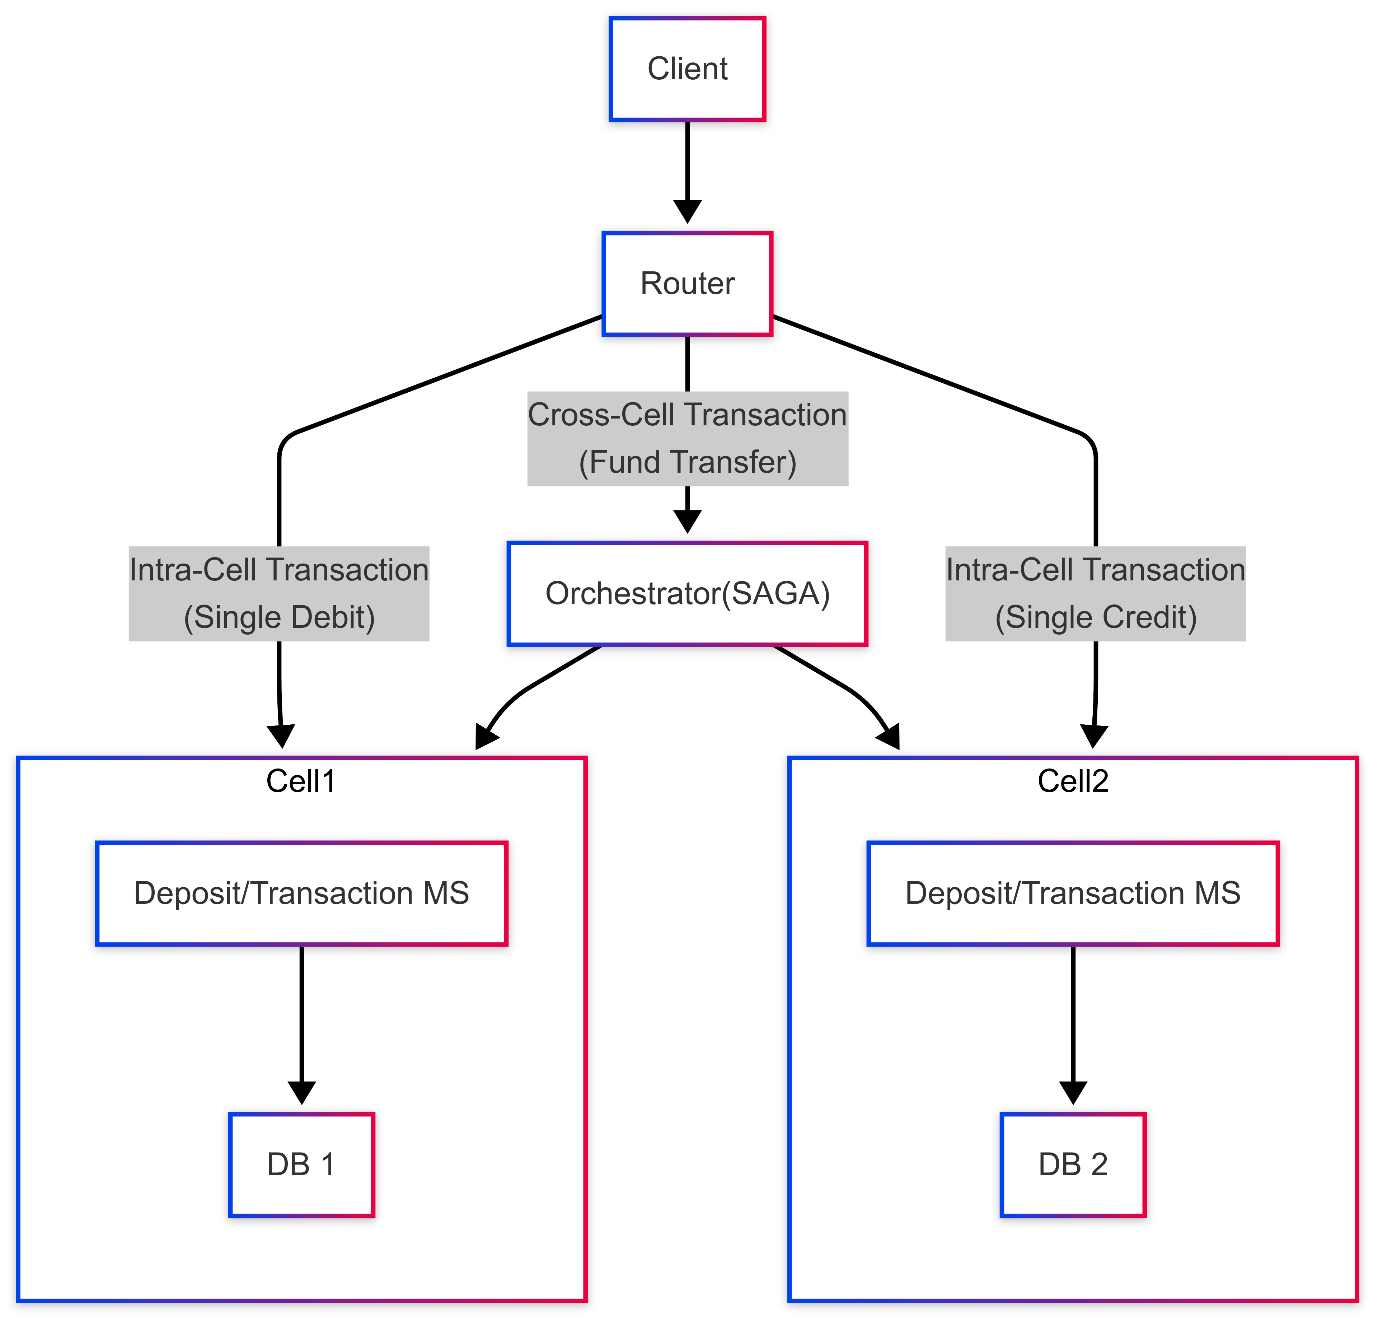 Client
Router
Cross-Cell Transaction
(Fund Transfer)
Intra-Cell Transaction
(Single Debit)
Orchestrator(SAGA)
Intra-Cell Transaction
(Single Credit)
Cell1
Deposit/Transaction MS
DB 1
Cell2
Deposit/Transaction MS
DB 2